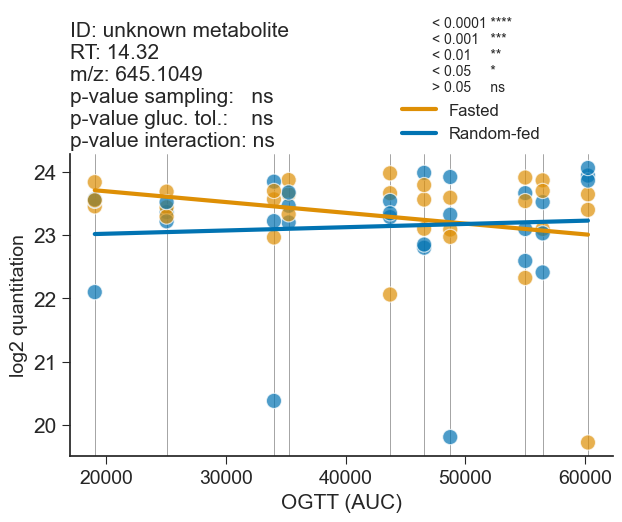 ID: unknown metabolite
RT: 14.32
m/z: 645.1049
p-value sampling: ns
p-value gluc. tol.: ns
p-value interaction: ns
< 0.0001 ****
< 0.001 ***
< 0.01 **
< 0.05 *
> 0.05 ns
Fasted
Random-fed
24
23
22
21
20
log2 quantitation
20000 30000 40000 50000 60000
OGTT (AUC)